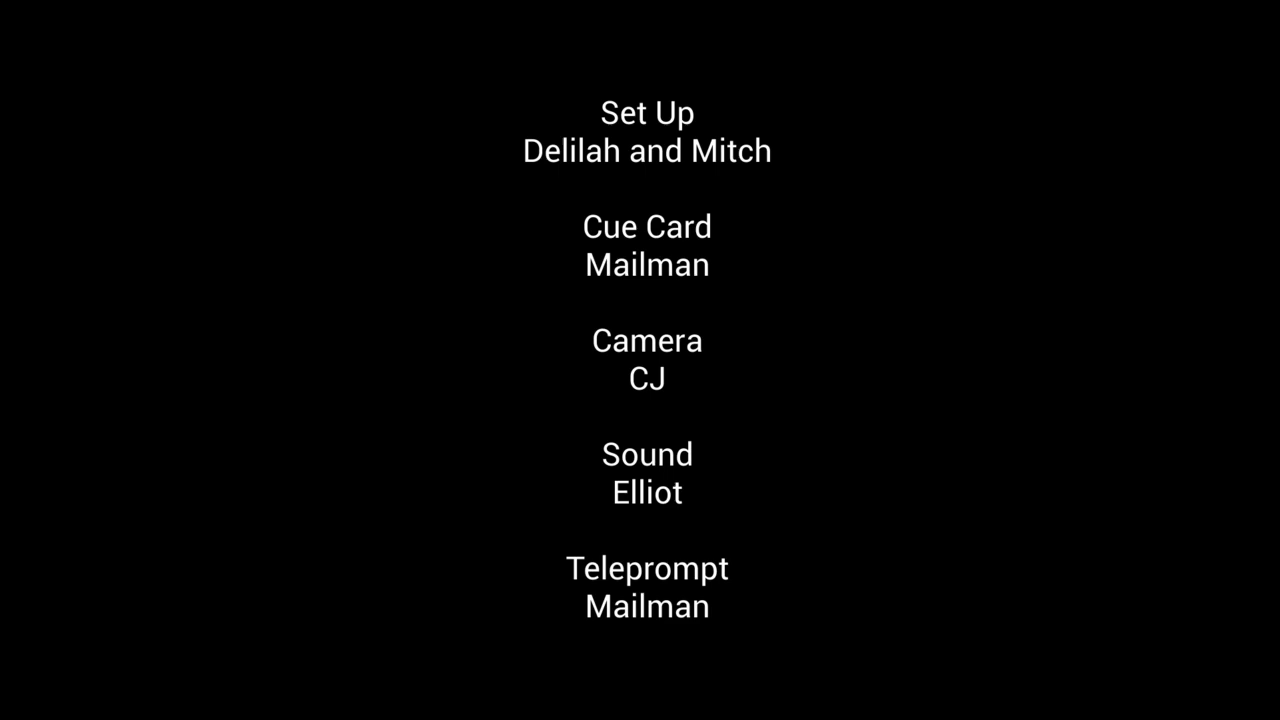 Set Up
Delilah and Mitch
Cue Card
Mailman
Camera
CJ
Sound
Elliot
Teleprompt
Mailman